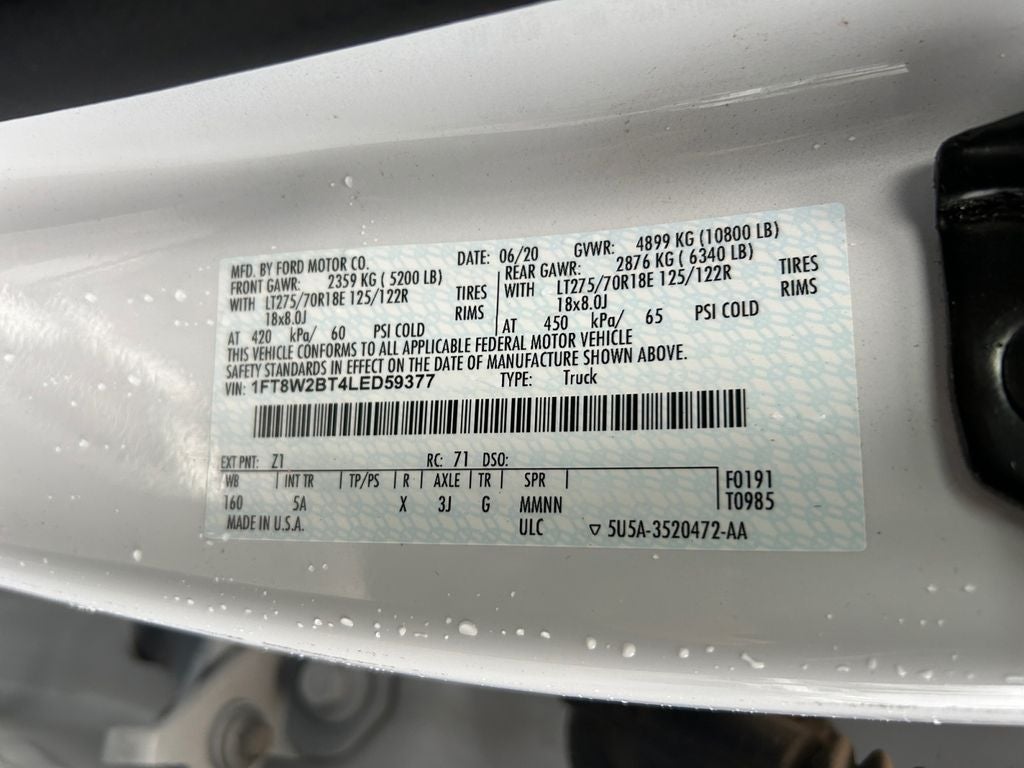 MFD. BY FORD MOTOR CO. DATE: 06/20 GVWR: 4899 KG (10800 LB)
FRONT GAWR: 2359 KG ( 5200 LB) REAR GAWR: 2876 KG ( 6340 LB)
WITH LT275/70R18E 125/122R TIRES WITH LT275/70R18E 125/122R TIRES
18x8.0J RIMS 18x8.0J RIMS
AT 420 kPa/ 60 PSI COLD AT 450 kPa/ 65 PSI COLD
THIS VEHICLE CONFORMS TO ALL APPLICABLE FEDERAL MOTOR VEHICLE
SAFETY STANDARDS IN EFFECT ON THE DATE OF MANUFACTURE SHOWN ABOVE.
VIN: 1FT8W2BT4LED59377 TYPE: Truck
EXT PNT: Z1 RC: 71 DSO:
WB INT TR TP/PS R AXLE TR SPR F0191
160 5A X 3J G MMNN T0985
MADE IN U.S.A. ULC ▽ 5U5A-3520472-AA